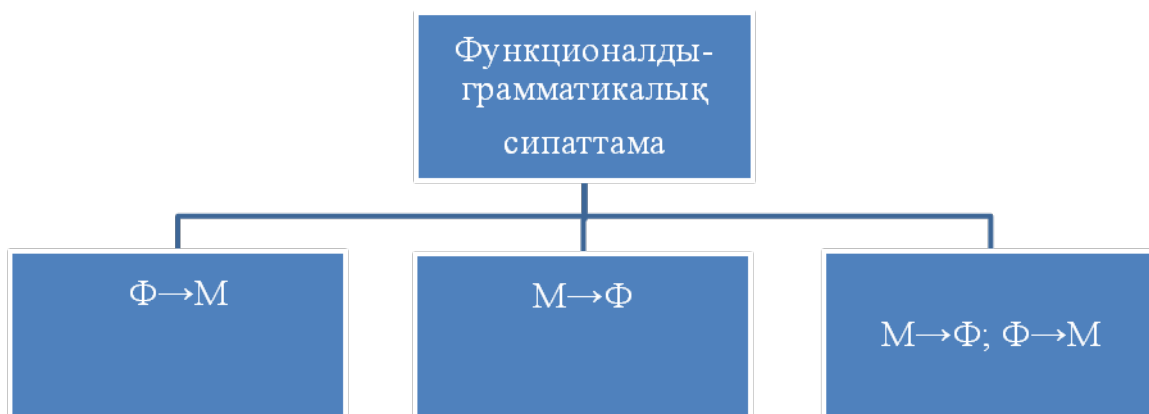 Функционалды-
грамматикалық
сипаттама
Ф→М
М→Ф
М→Ф; Ф→М